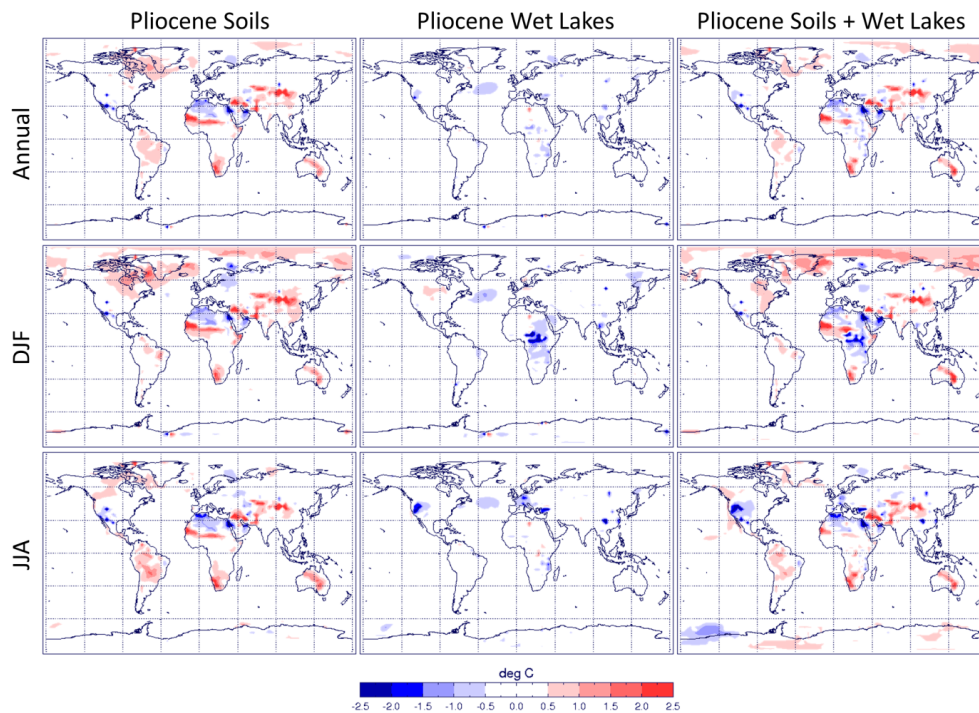 Pliocene Soils
Pliocene Wet Lakes
Pliocene Soils + Wet Lakes
Annual
DJF
JJA
deg C
-2.5 -2.0 -1.5 -1.0 -0.5 0.0 0.5 1.0 1.5 2.0 2.5